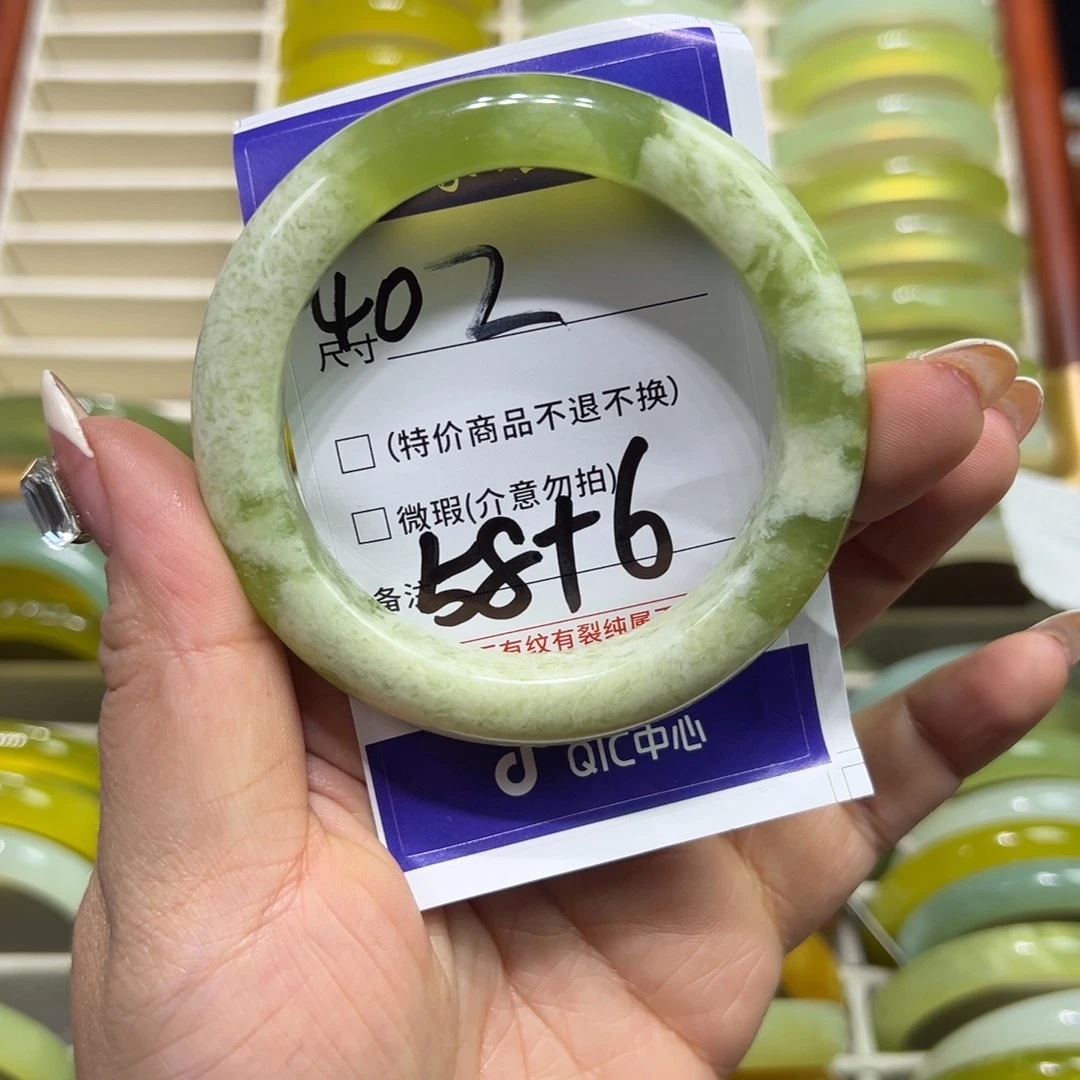 402
尺寸
□(特价商品不退不换)
□微瑕(介意勿拍)
58+6
备注
有纹有裂纯属
QIC中心